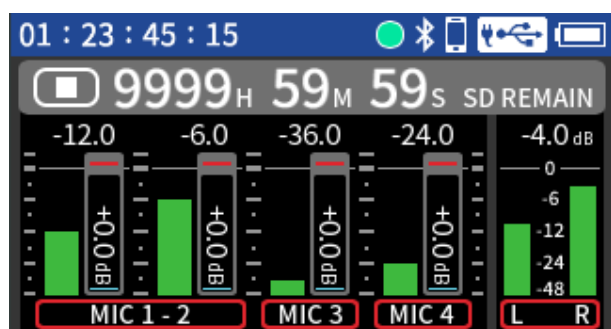 01 : 23 : 45 : 15
9999H 59M 59S SD REMAIN
-12.0 -6.0 -36.0 -24.0 -4.0 dB
0
-6
-12
-24
-48
+0.0dB +0.0dB +0.0dB +0.0dB
MIC 1 - 2 MIC 3 MIC 4 L R